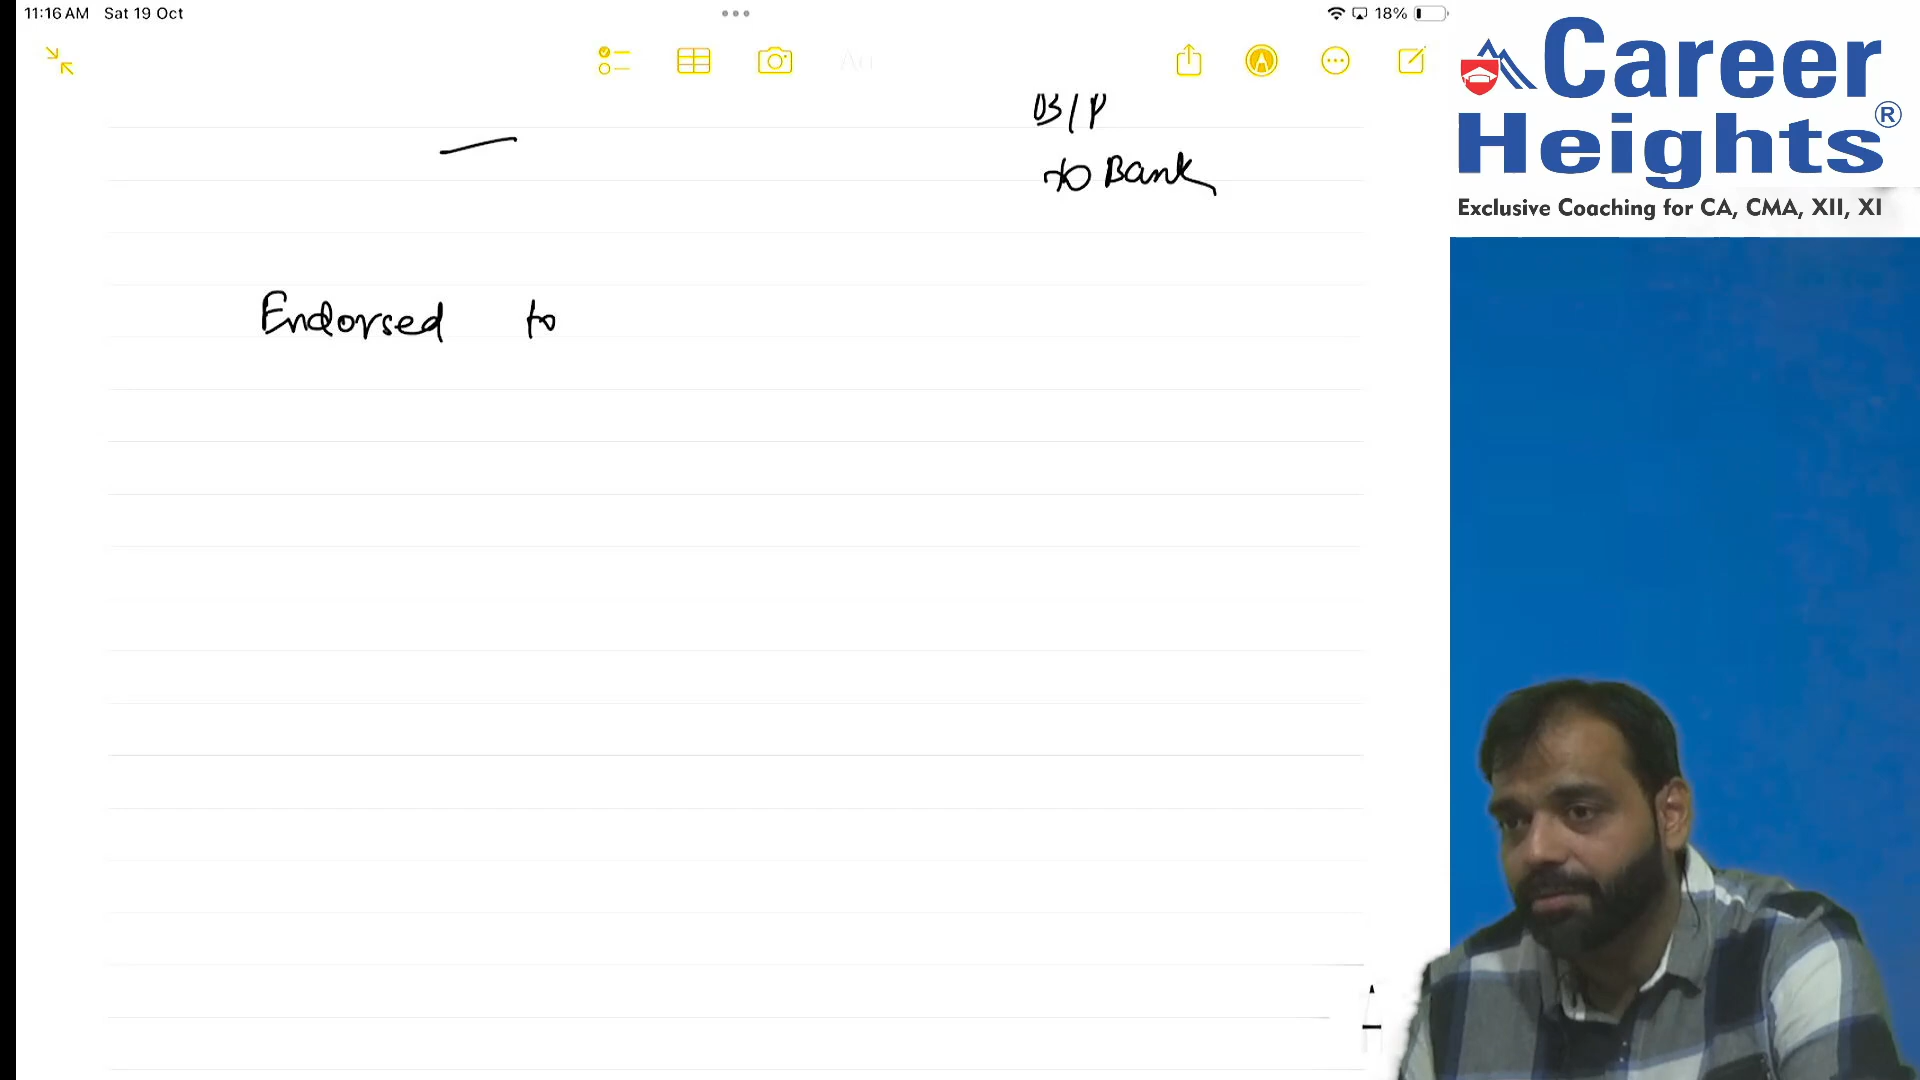 11:16 AM Sat 19 Oct
18%
B/P
to Bank
Endorsed to
Career
Heights®
Exclusive Coaching for CA, CMA, XII, XI